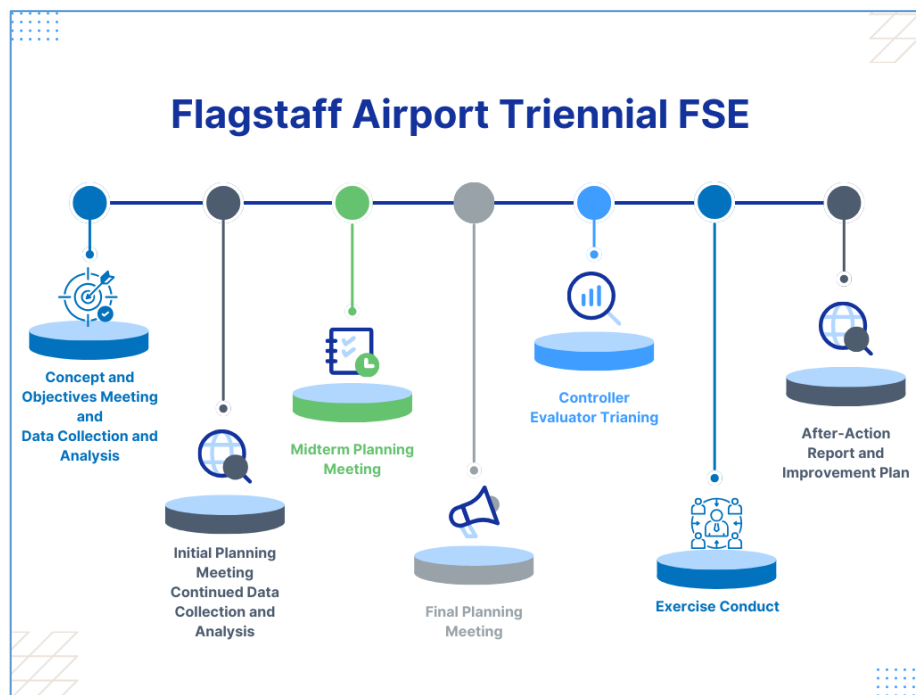 Flagstaff Airport Triennial FSE
Concept and
Objectives Meeting
and
Data Collection and
Analysis
Initial Planning
Meeting
Continued Data
Collection and
Analysis
Midterm Planning
Meeting
Final Planning
Meeting
Controller
Evaluator Trianing
Exercise Conduct
After-Action
Report and
Improvement Plan